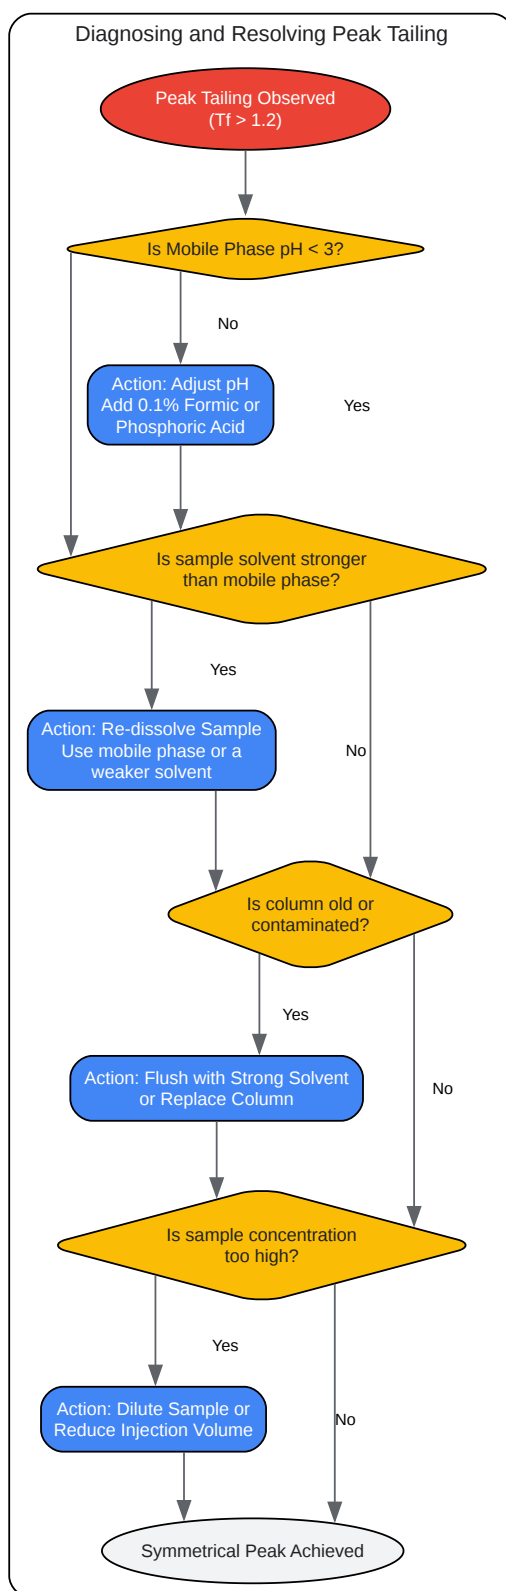 Diagnosing and Resolving Peak Tailing
Peak Tailing Observed
(Tf > 1.2)
Is Mobile Phase pH < 3?
No
Action: Adjust pH
Add 0.1% Formic or
Phosphoric Acid
Yes
Is sample solvent stronger
than mobile phase?
Yes
Action: Re-dissolve Sample
Use mobile phase or a
weaker solvent
No
Is column old or
contaminated?
Yes
Action: Flush with Strong Solvent
or Replace Column
No
Is sample concentration
too high?
Yes
Action: Dilute Sample or
Reduce Injection Volume
No
Symmetrical Peak Achieved